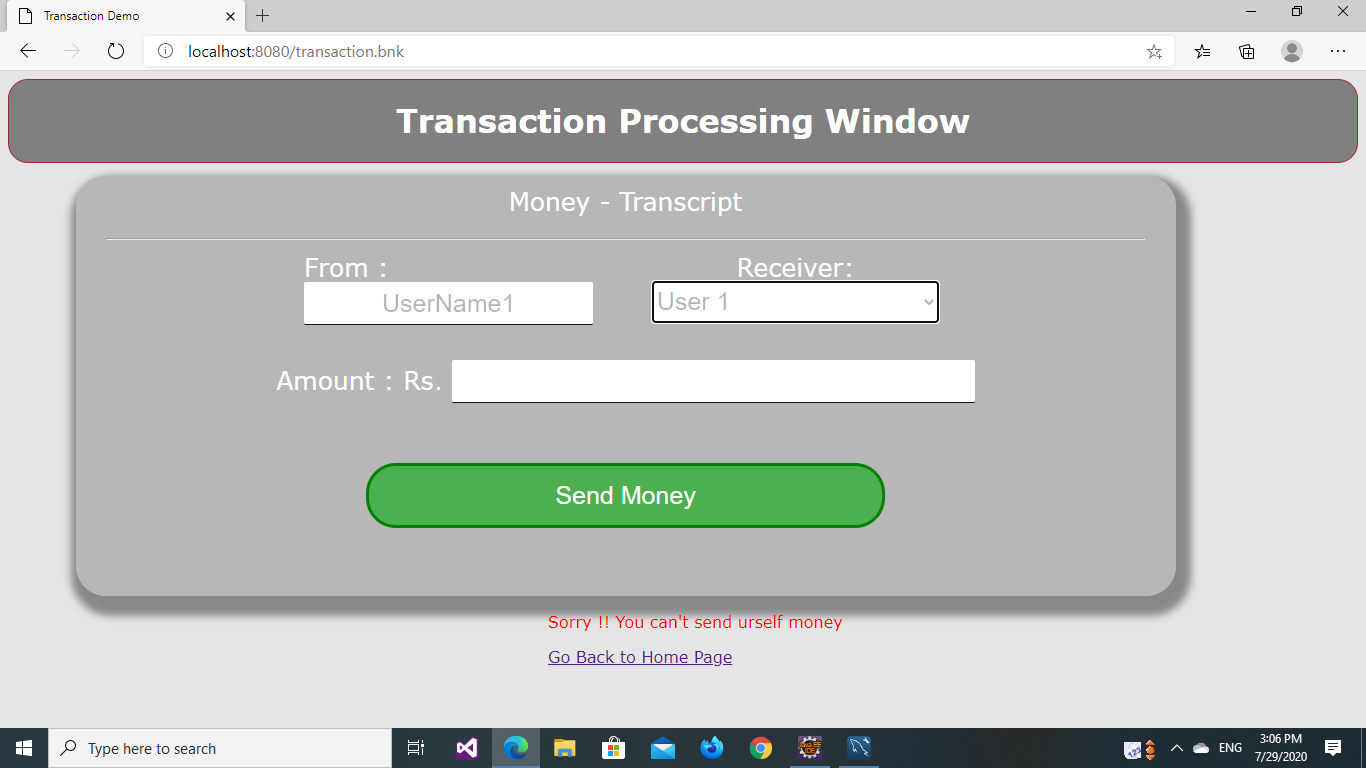 Transaction Demo
localhost:8080/transaction.bnk
Transaction Processing Window
Money - Transcript
From :
Receiver:
UserName1
User 1
Amount : Rs.
Send Money
Sorry !! You can't send urself money
Go Back to Home Page
Type here to search
ENG
3:06 PM
7/29/2020